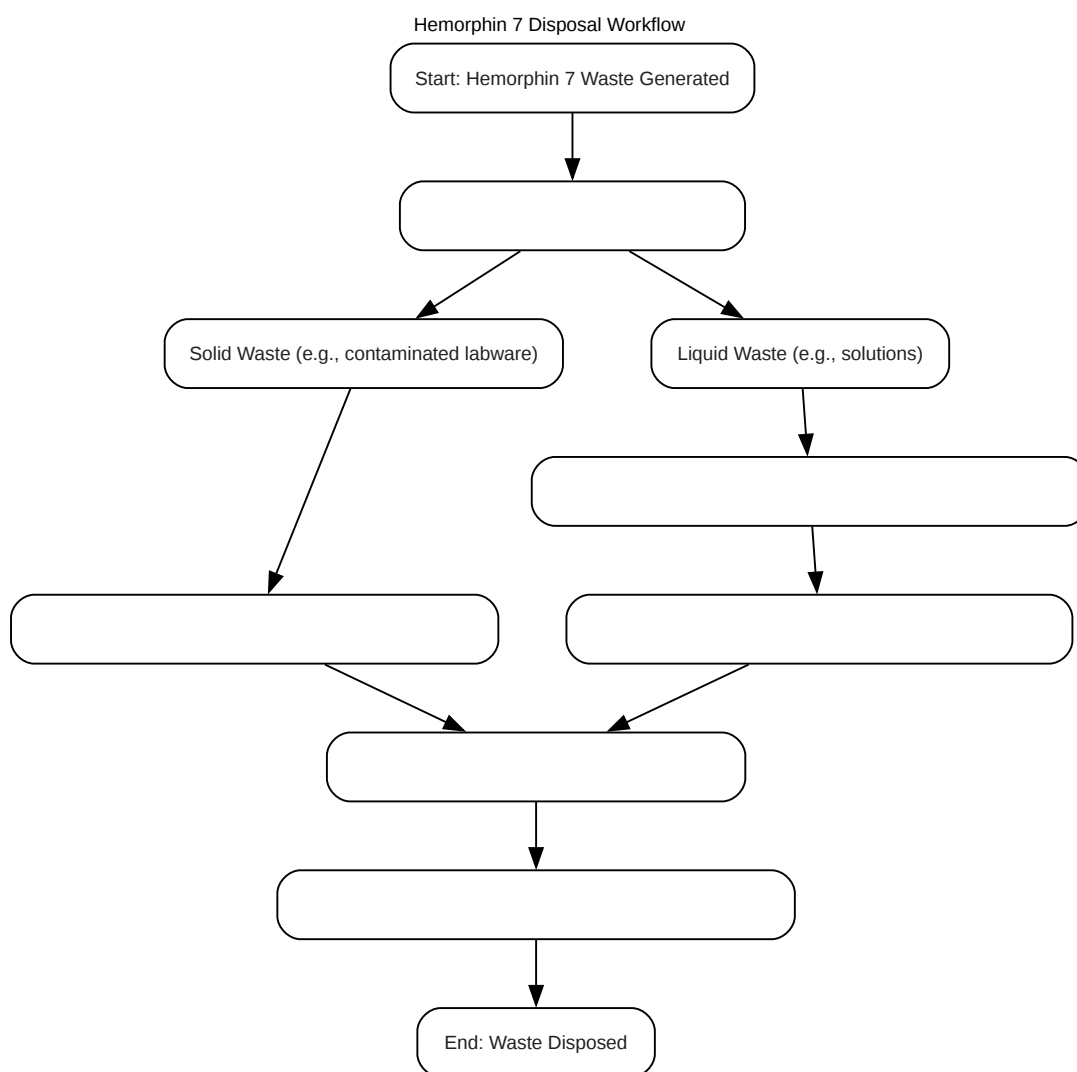 Hemorphin 7 Disposal Workflow
Start: Hemorphin 7 Waste Generated
Solid Waste (e.g., contaminated labware)
Liquid Waste (e.g., solutions)
End: Waste Disposed